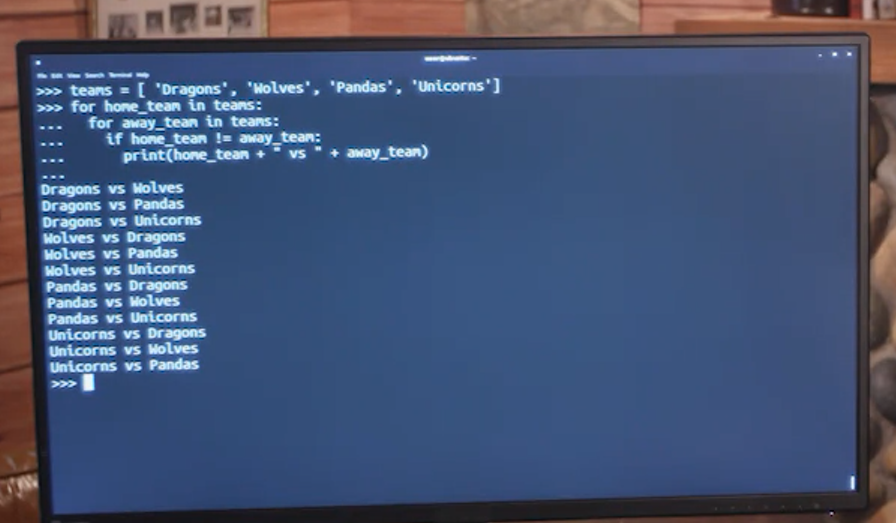 user@ubuntu: ~
File Edit View Search Terminal Help
>>> teams = [ 'Dragons', 'Wolves', 'Pandas', 'Unicorns']
>>> for home_team in teams:
...   for away_team in teams:
...     if home_team != away_team:
...       print(home_team + " vs " + away_team)
...
Dragons vs Wolves
Dragons vs Pandas
Dragons vs Unicorns
Wolves vs Dragons
Wolves vs Pandas
Wolves vs Unicorns
Pandas vs Dragons
Pandas vs Wolves
Pandas vs Unicorns
Unicorns vs Dragons
Unicorns vs Wolves
Unicorns vs Pandas
>>>